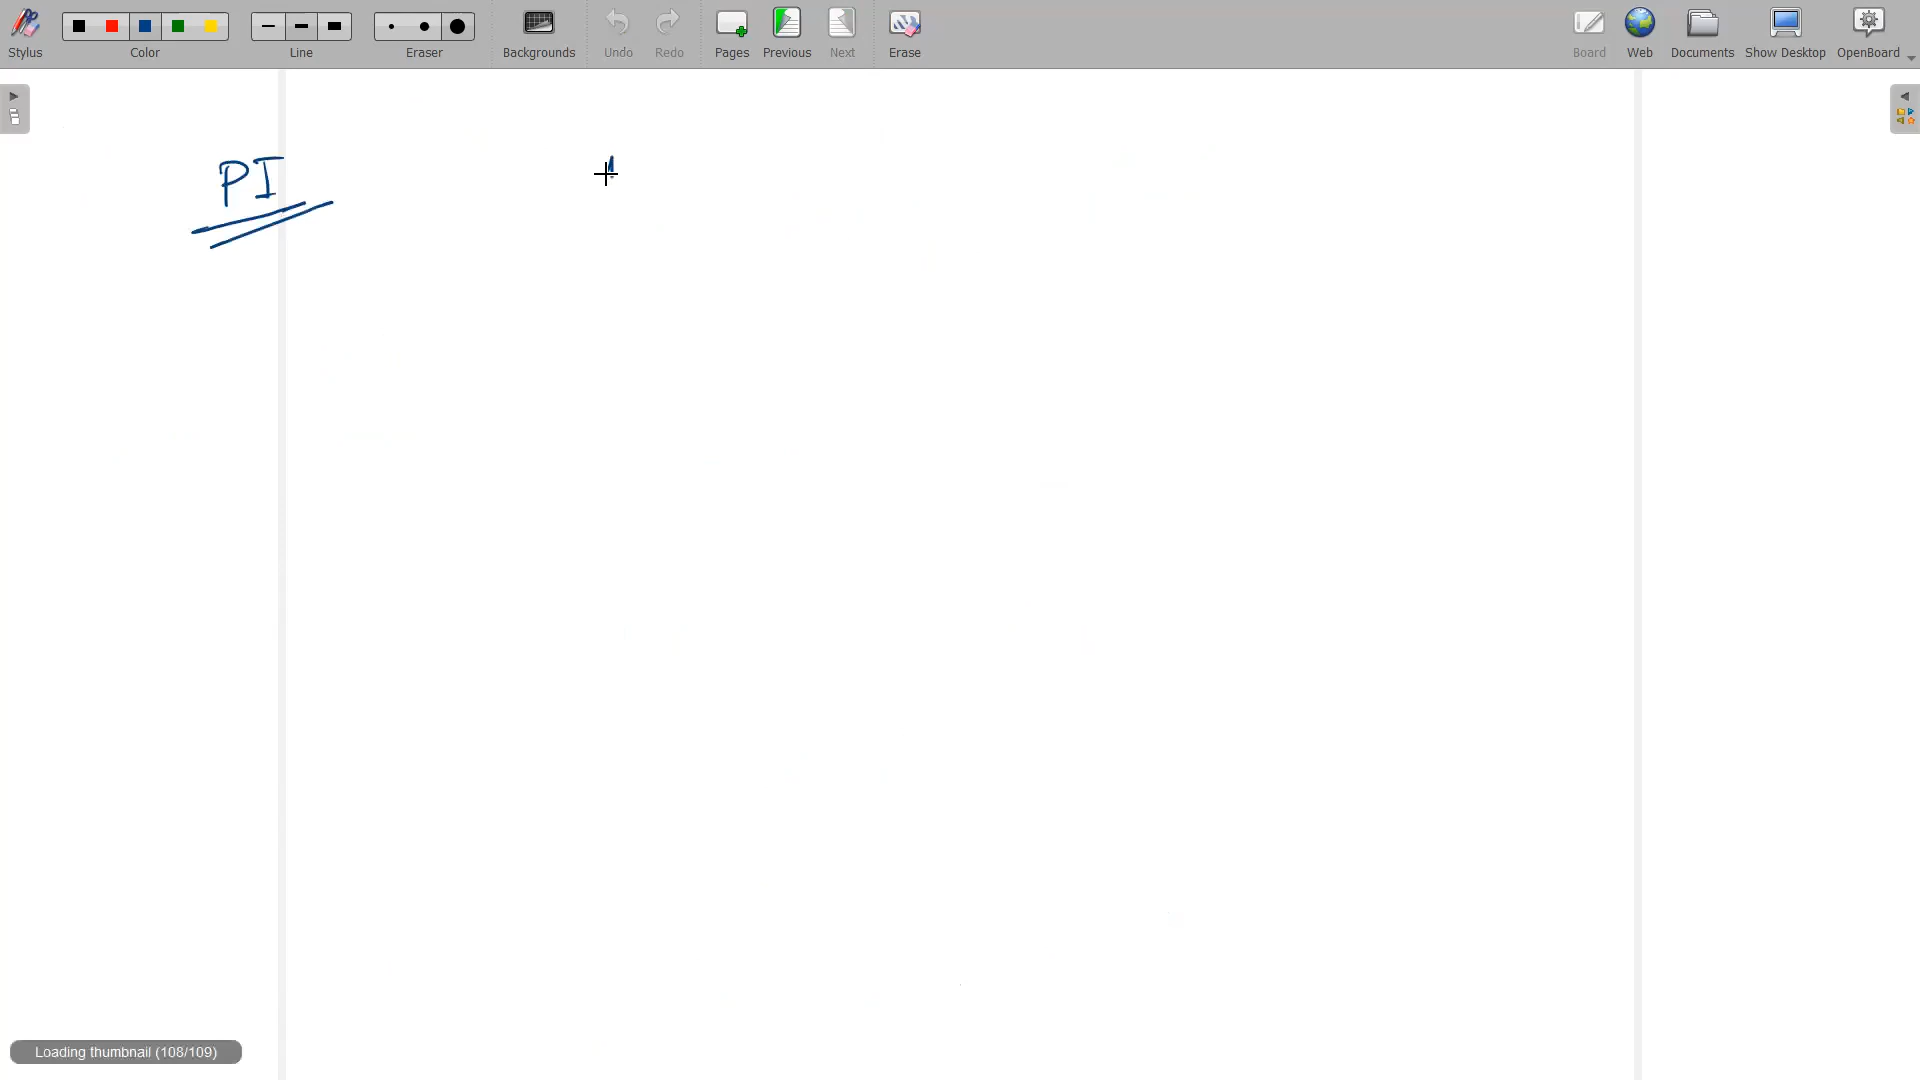 Stylus Color Line Eraser Backgrounds Undo Redo Pages Previous Next Erase Board Web Documents Show Desktop OpenBoard
PI
Loading thumbnail (108/109)